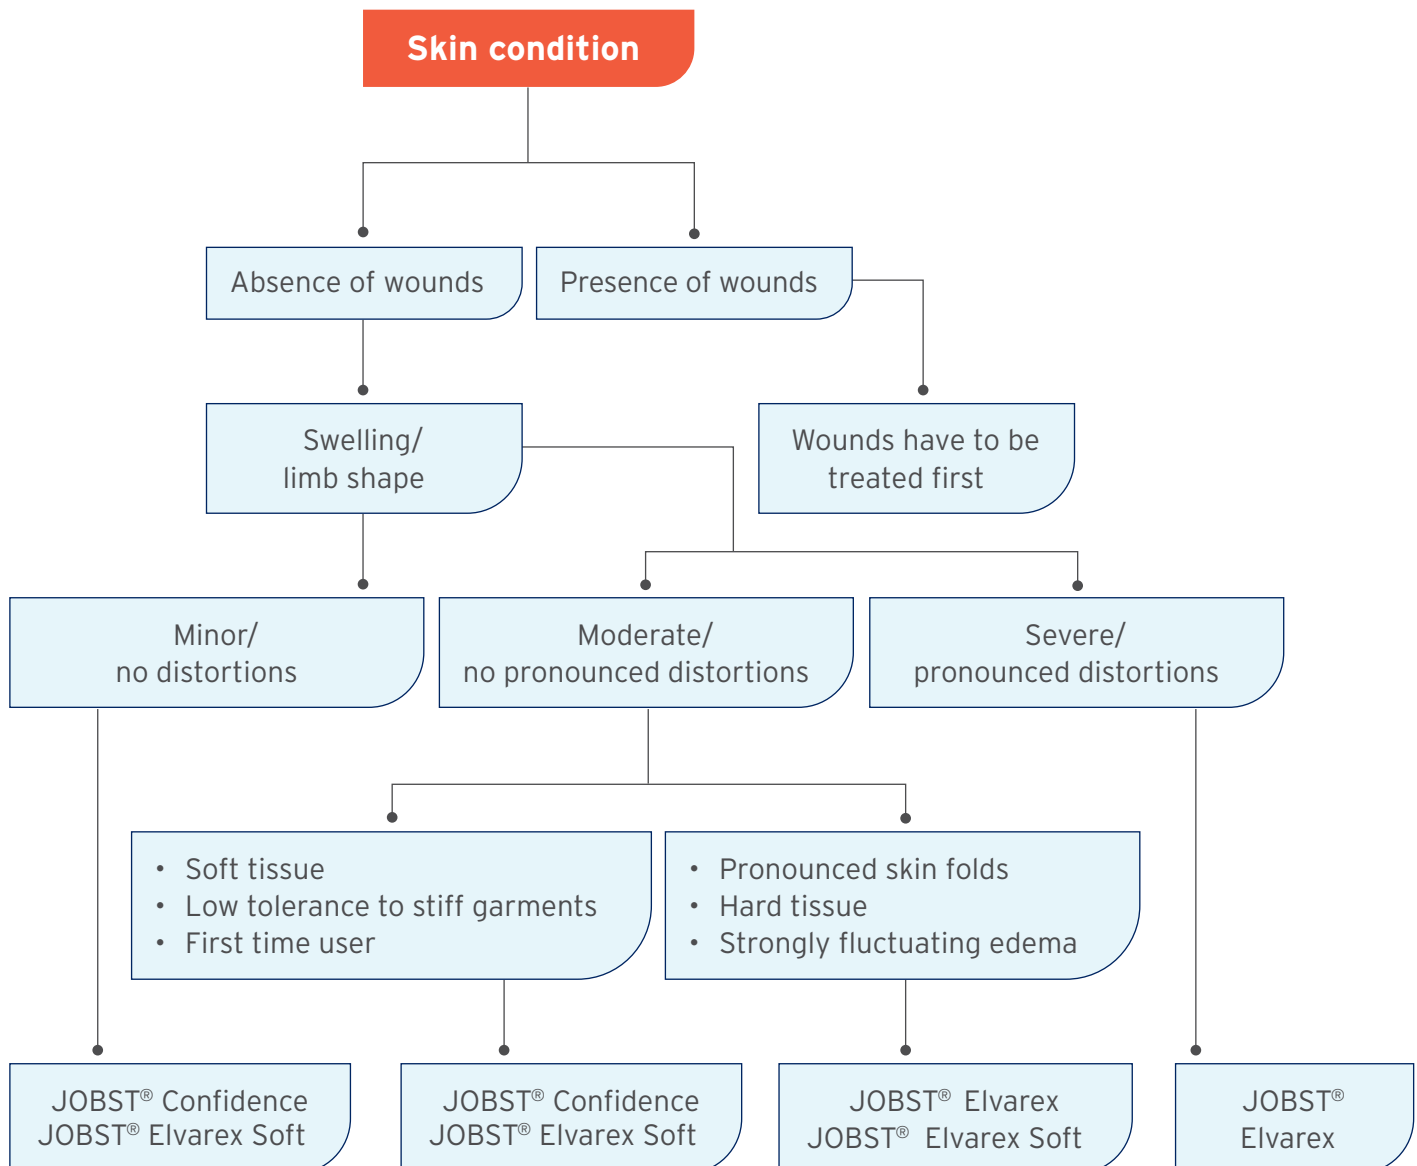 Skin condition
Absence of wounds
Presence of wounds
Swelling/
limb shape
Wounds have to be
treated first
Minor/
no distortions
Moderate/
no pronounced distortions
Severe/
pronounced distortions
• Soft tissue
• Low tolerance to stiff garments
• First time user
• Pronounced skin folds
• Hard tissue
• Strongly fluctuating edema
JOBST® Confidence
JOBST® Elvarex Soft
JOBST® Confidence
JOBST® Elvarex Soft
JOBST® Elvarex
JOBST® Elvarex Soft
JOBST®
Elvarex